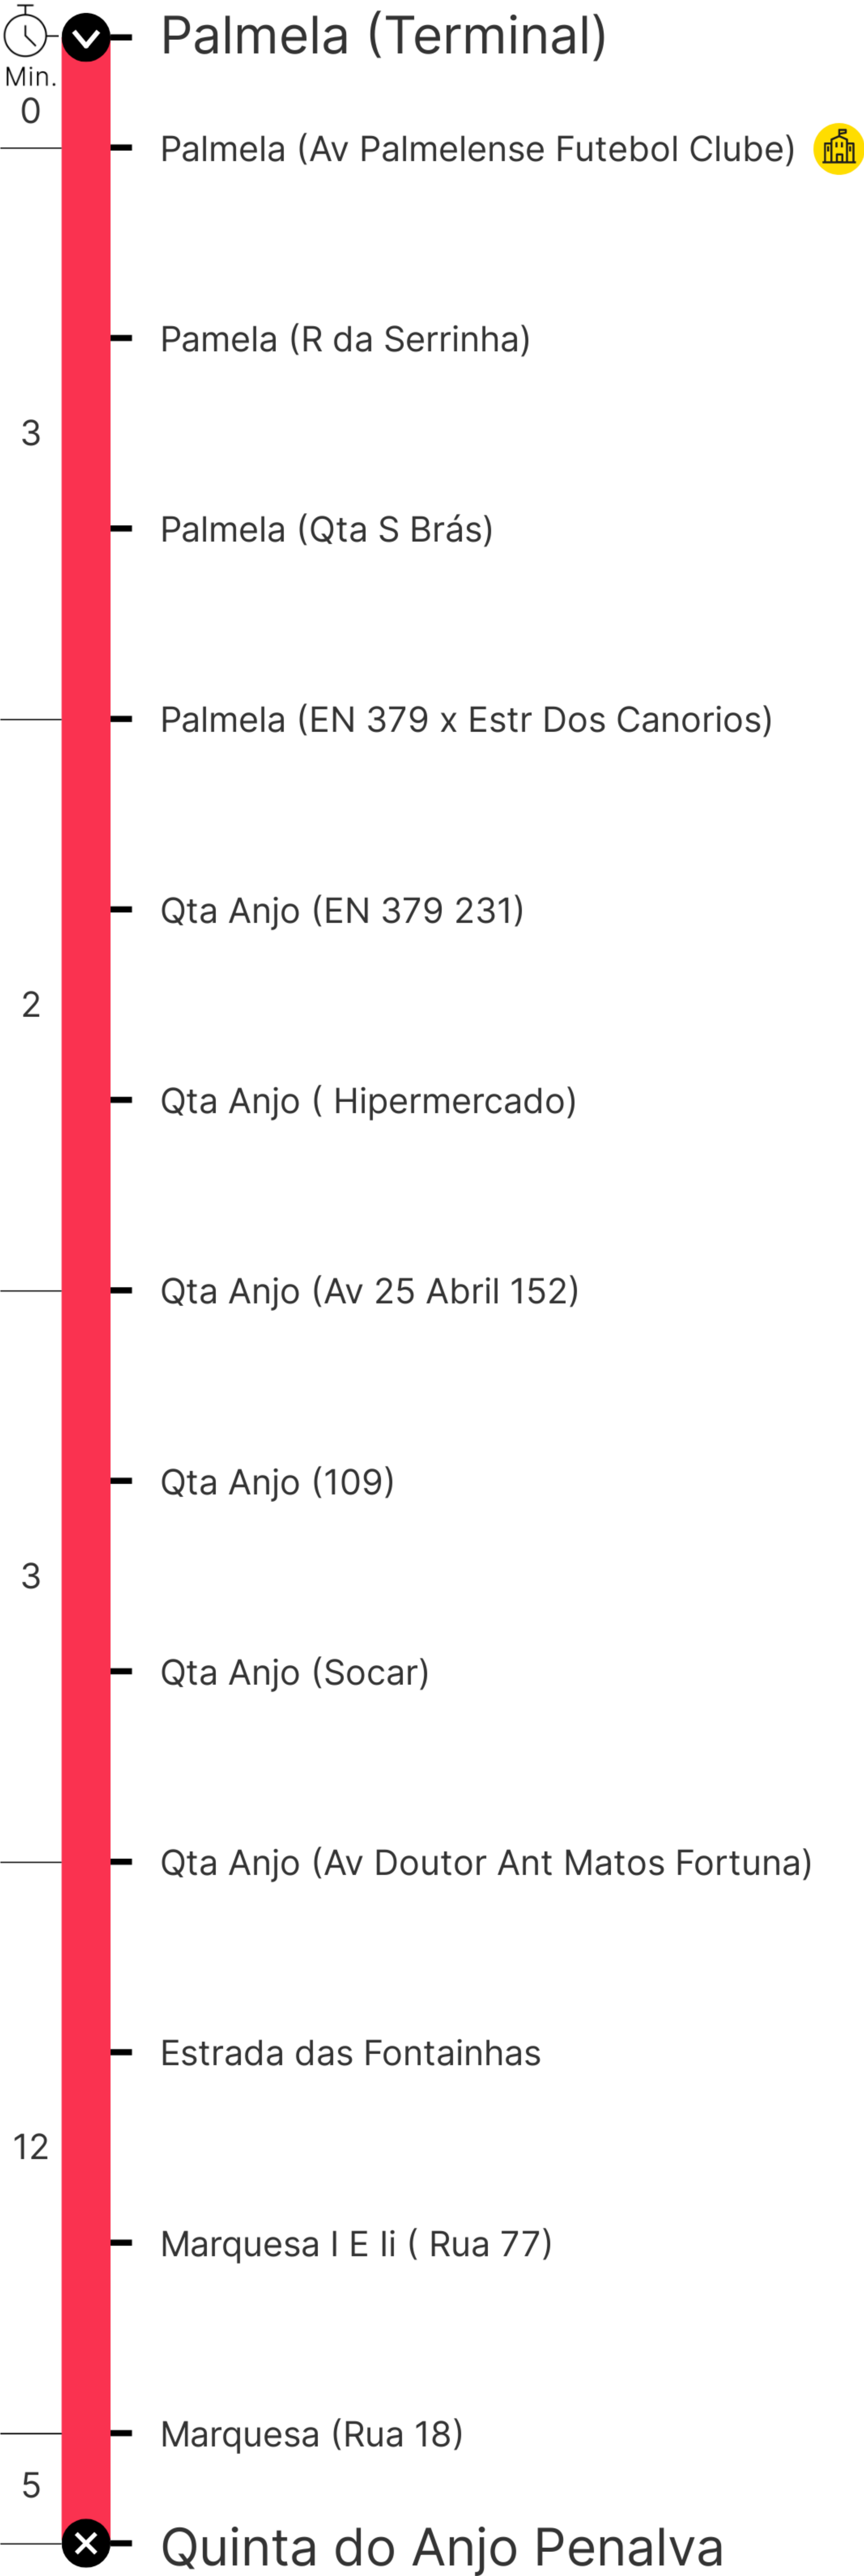 Palmela (Terminal)
Min.
0
Palmela (Av Palmelense Futebol Clube)
Pamela (R da Serrinha)
3
Palmela (Qta S Brás)
Palmela (EN 379 x Estr Dos Canorios)
Qta Anjo (EN 379 231)
2
Qta Anjo ( Hipermercado)
Qta Anjo (Av 25 Abril 152)
Qta Anjo (109)
3
Qta Anjo (Socar)
Qta Anjo (Av Doutor Ant Matos Fortuna)
Estrada das Fontainhas
12
Marquesa I E Ii ( Rua 77)
Marquesa (Rua 18)
5
Quinta do Anjo Penalva